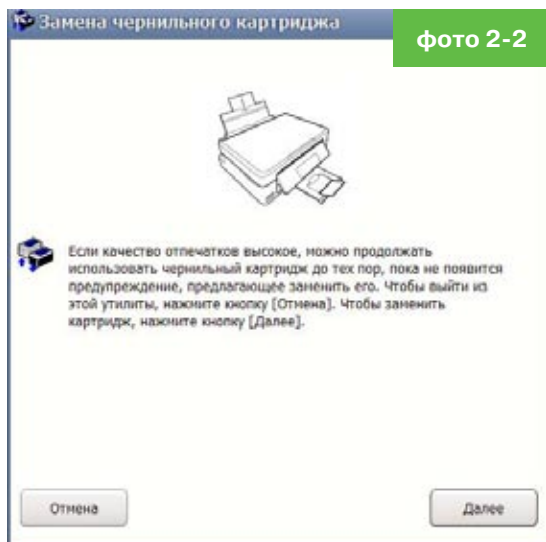 Замена чернильного картриджа
фото 2-2
Если качество отпечатков высокое, можно продолжать
использовать чернильный картридж до тех пор, пока не появится
предупреждение, предлагающее заменить его. Чтобы выйти из
этой утилиты, нажмите кнопку [Отмена]. Чтобы заменить
картридж, нажмите кнопку [Далее].
Отмена
Далее